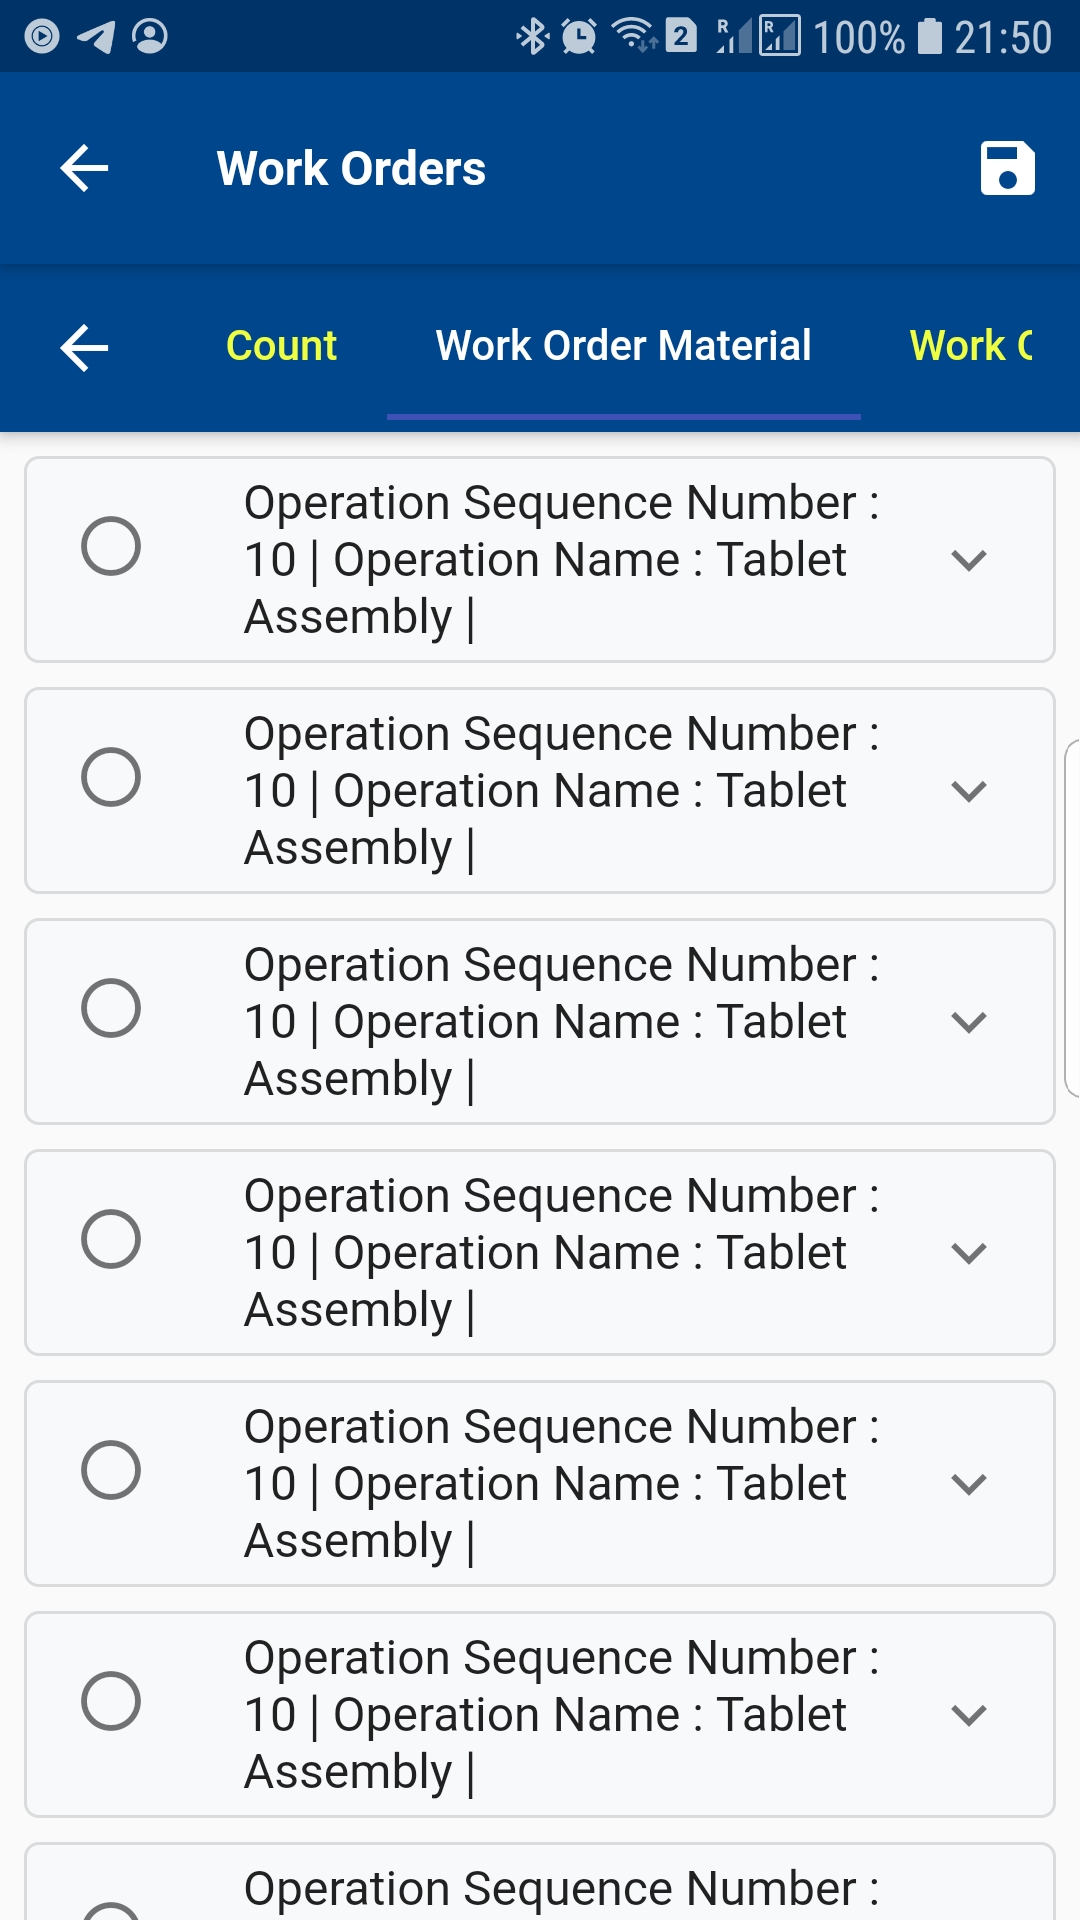 100% 21:50
Work Orders
Count Work Order Material Work
Operation Sequence Number :
10 | Operation Name : Tablet
Assembly |
Operation Sequence Number :
10 | Operation Name : Tablet
Assembly |
Operation Sequence Number :
10 | Operation Name : Tablet
Assembly |
Operation Sequence Number :
10 | Operation Name : Tablet
Assembly |
Operation Sequence Number :
10 | Operation Name : Tablet
Assembly |
Operation Sequence Number :
10 | Operation Name : Tablet
Assembly |
Operation Sequence Number :